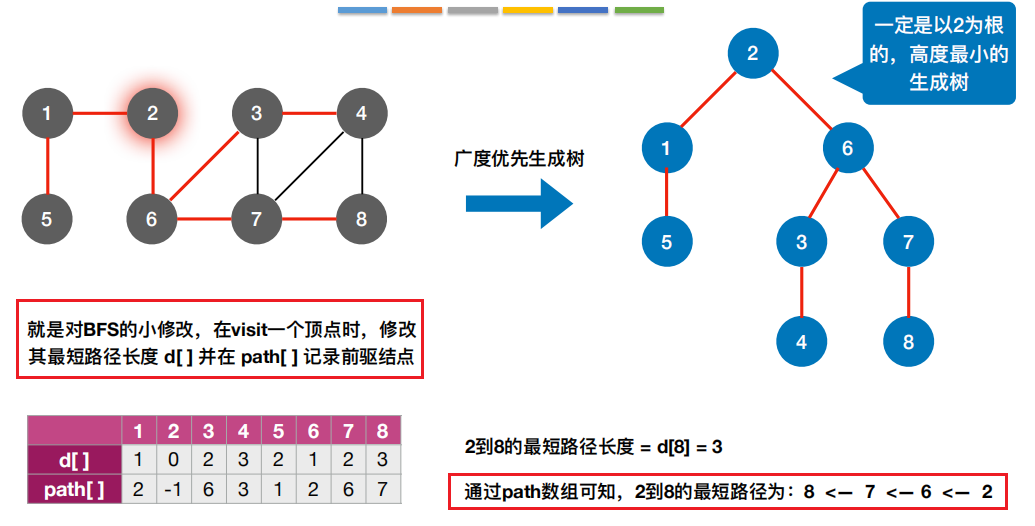 1 2 3 4
5 6 7 8
广度优先生成树
2
1 6
5 3 7
4 8
一定是以2为根
的，高度最小的
生成树
就是对BFS的小修改，在visit一个顶点时，修改
其最短路径长度 d[ ] 并在 path[ ] 记录前驱结点
1 2 3 4 5 6 7 8
d[ ] 1 0 2 3 2 1 2 3
path[ ] 2 -1 6 3 1 2 6 7
2到8的最短路径长度 = d[8] = 3
通过path数组可知，2到8的最短路径为：8 <— 7 <— 6 <— 2